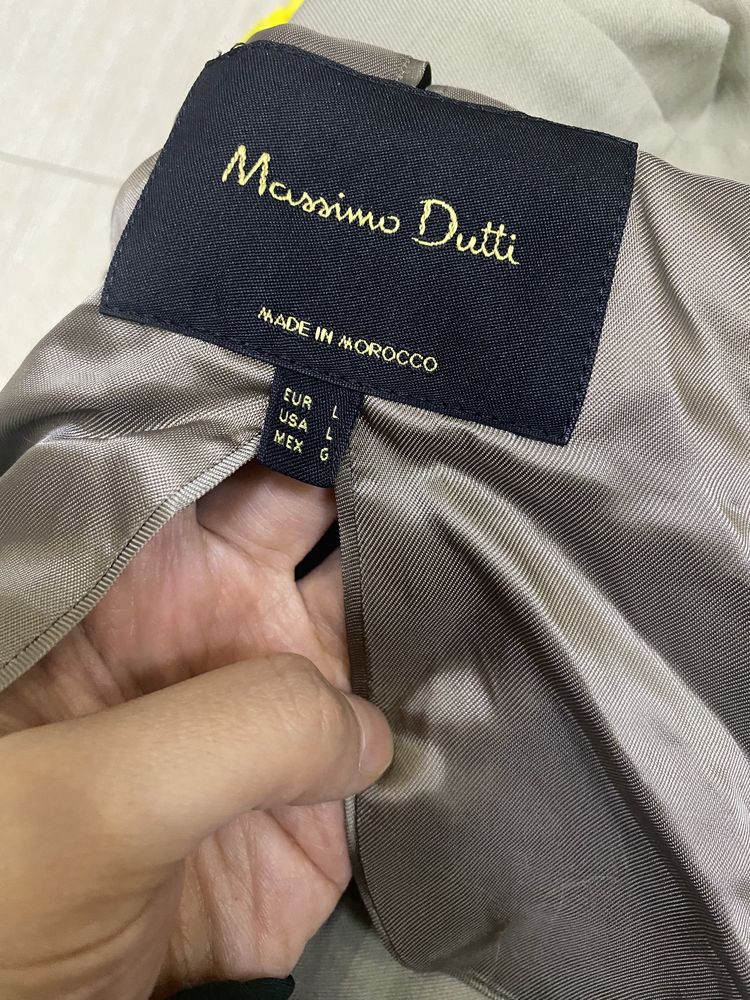 Massimo Dutti
MADE IN MOROCCO
EUR L
USA L
MEX G